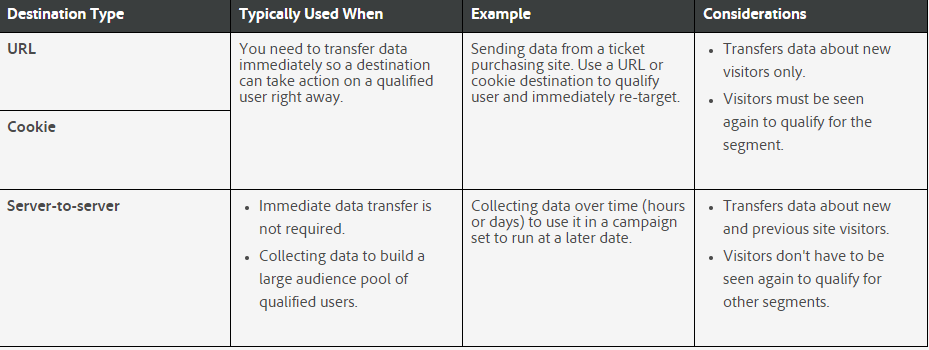 Destination Type
Typically Used When
Example
Considerations
URL
Cookie
You need to transfer data
immediately so a destination
can take action on a qualified
user right away.
Sending data from a ticket
purchasing site. Use a URL or
cookie destination to qualify
user and immediately re-target.
• Transfers data about new
visitors only.
• Visitors must be seen
again to qualify for the
segment.
Server-to-server
• Immediate data transfer is
not required.
• Collecting data to build a
large audience pool of
qualified users.
Collecting data over time (hours
or days) to use it in a campaign
set to run at a later date.
• Transfers data about new
and previous site visitors.
• Visitors don't have to be
seen again to qualify for
other segments.